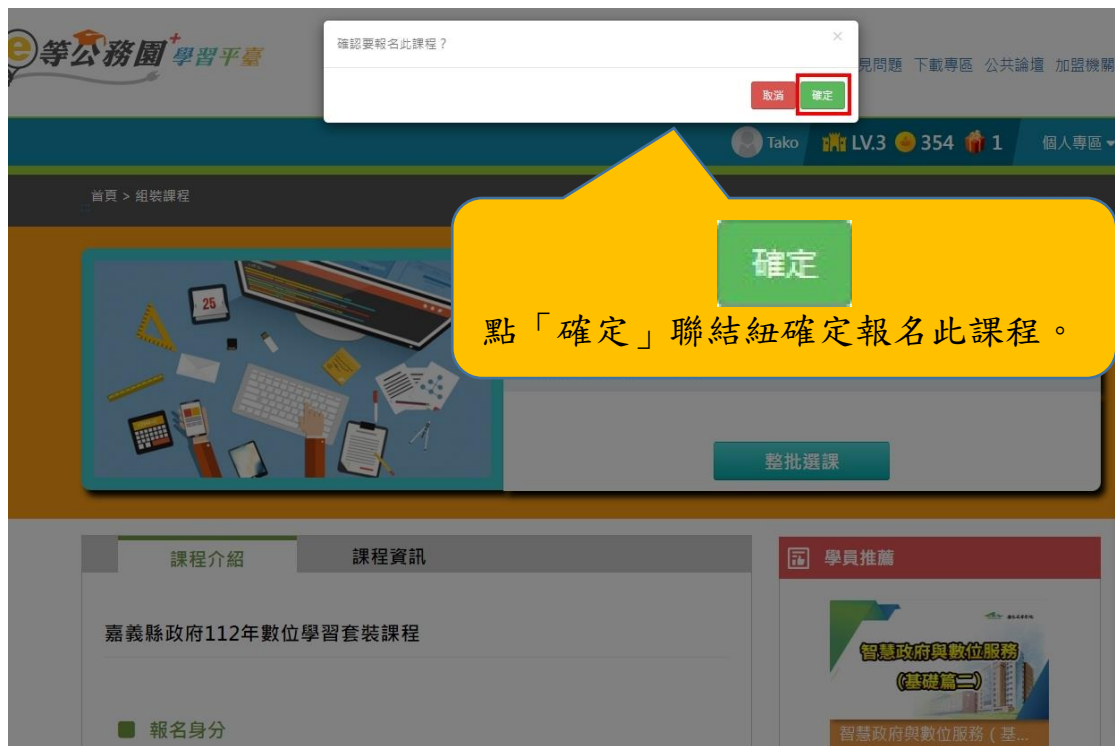 e等公務園+學習平臺
確認要報名此課程？
×
取消 確定
見問題 下載專區 公共論壇 加盟機關
Tako LV.3 354 1 個人專區
首頁 > 組裝課程
確定
點「確定」聯結紐確定報名此課程。
25
整批選課
課程介紹 課程資訊
學員推薦
嘉義縣政府112年數位學習套裝課程
智慧政府與數位服務
(基礎篇二)
報名身分
智慧政府與數位服務（基...